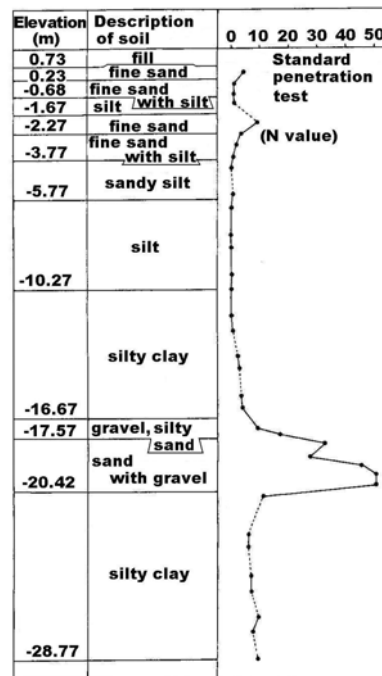 Elevation Description
(m) of soil
0 10 20 30 40 50
Standard
penetration
test
(N value)
0.73 fill
0.23 fine sand
-0.68 fine sand
with silt
-1.67 silt
-2.27 fine sand
fine sand
-3.77 with silt
-5.77 sandy silt
silt
-10.27
silty clay
-16.67
-17.57 gravel, silty
sand
sand
with gravel
-20.42
silty clay
-28.77